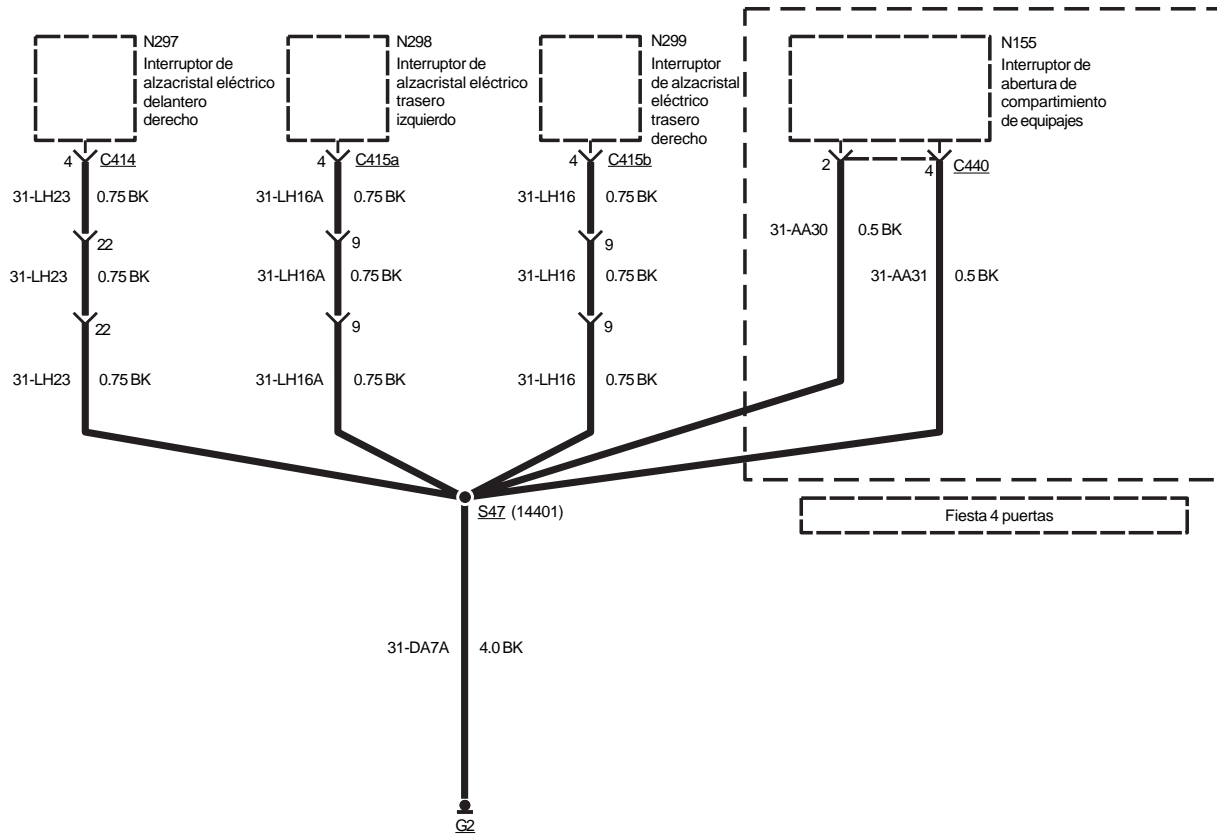 N297
Interruptor de
alzacristal eléctrico
delantero
derecho
4 C414
31-LH23 0.75 BK
22
31-LH23 0.75 BK
22
31-LH23 0.75 BK
N298
Interruptor de
alzacristal eléctrico
trasero
izquierdo
4 C415a
31-LH16A 0.75 BK
9
31-LH16A 0.75 BK
9
31-LH16A 0.75 BK
N299
Interruptor
de alzacristal
eléctrico
trasero
derecho
4 C415b
31-LH16 0.75 BK
9
31-LH16 0.75 BK
9
31-LH16 0.75 BK
N155
Interruptor de
abertura de
compartimiento
de equipajes
2 4 C440
31-AA30 0.5 BK
31-AA31 0.5 BK
S47 (14401)
Fiesta 4 puertas
31-DA7A 4.0 BK
G2